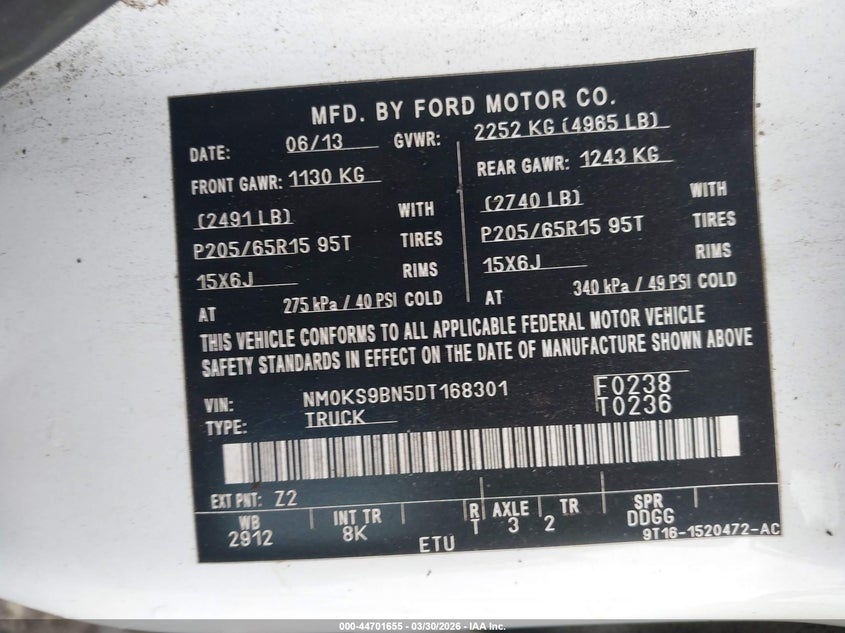 MFD. BY FORD MOTOR CO.
DATE: 06/13 GVWR: 2252 KG (4965 LB)
FRONT GAWR: 1130 KG REAR GAWR: 1243 KG
(2491 LB) WITH (2740 LB) WITH
P205/65R15 95T TIRES P205/65R15 95T TIRES
15X6J RIMS 15X6J RIMS
AT 275 kPa / 40 PSI COLD AT 340 kPa / 49 PSI COLD
THIS VEHICLE CONFORMS TO ALL APPLICABLE FEDERAL MOTOR VEHICLE
SAFETY STANDARDS IN EFFECT ON THE DATE OF MANUFACTURE SHOWN ABOVE
VIN: NM0KS9BN5DT168301 F0238
TYPE: TRUCK T0236
EXT PNT: Z2
WB INT TR R AXLE TR SPR
2912 8K T 3 2 DDGG
ETU 9T16-1520472-AC
000-44701655 - 03/30/2026 - IAA Inc.